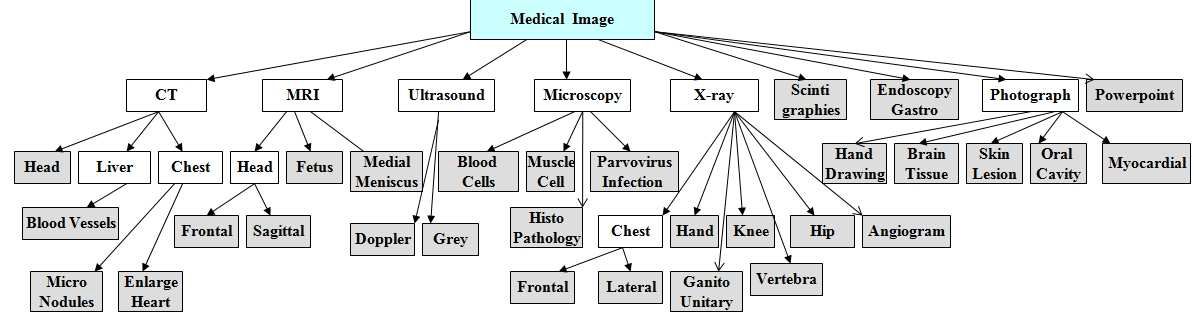 Medical Image
CT
MRI
Ultrasound
Microscopy
X-ray
Scinti
graphies
Endoscopy
Gastro
Photograph
Powerpoint
Head
Liver
Chest
Head
Fetus
Medial
Meniscus
Blood
Cells
Muscle
Cell
Parvovirus
Infection
Hand
Drawing
Brain
Tissue
Skin
Lesion
Oral
Cavity
Myocardial
Blood Vessels
Frontal
Sagittal
Doppler
Grey
Histo
Pathology
Chest
Hand
Knee
Hip
Angiogram
Micro
Nodules
Enlarge
Heart
Frontal
Lateral
Ganito
Unitary
Vertebra